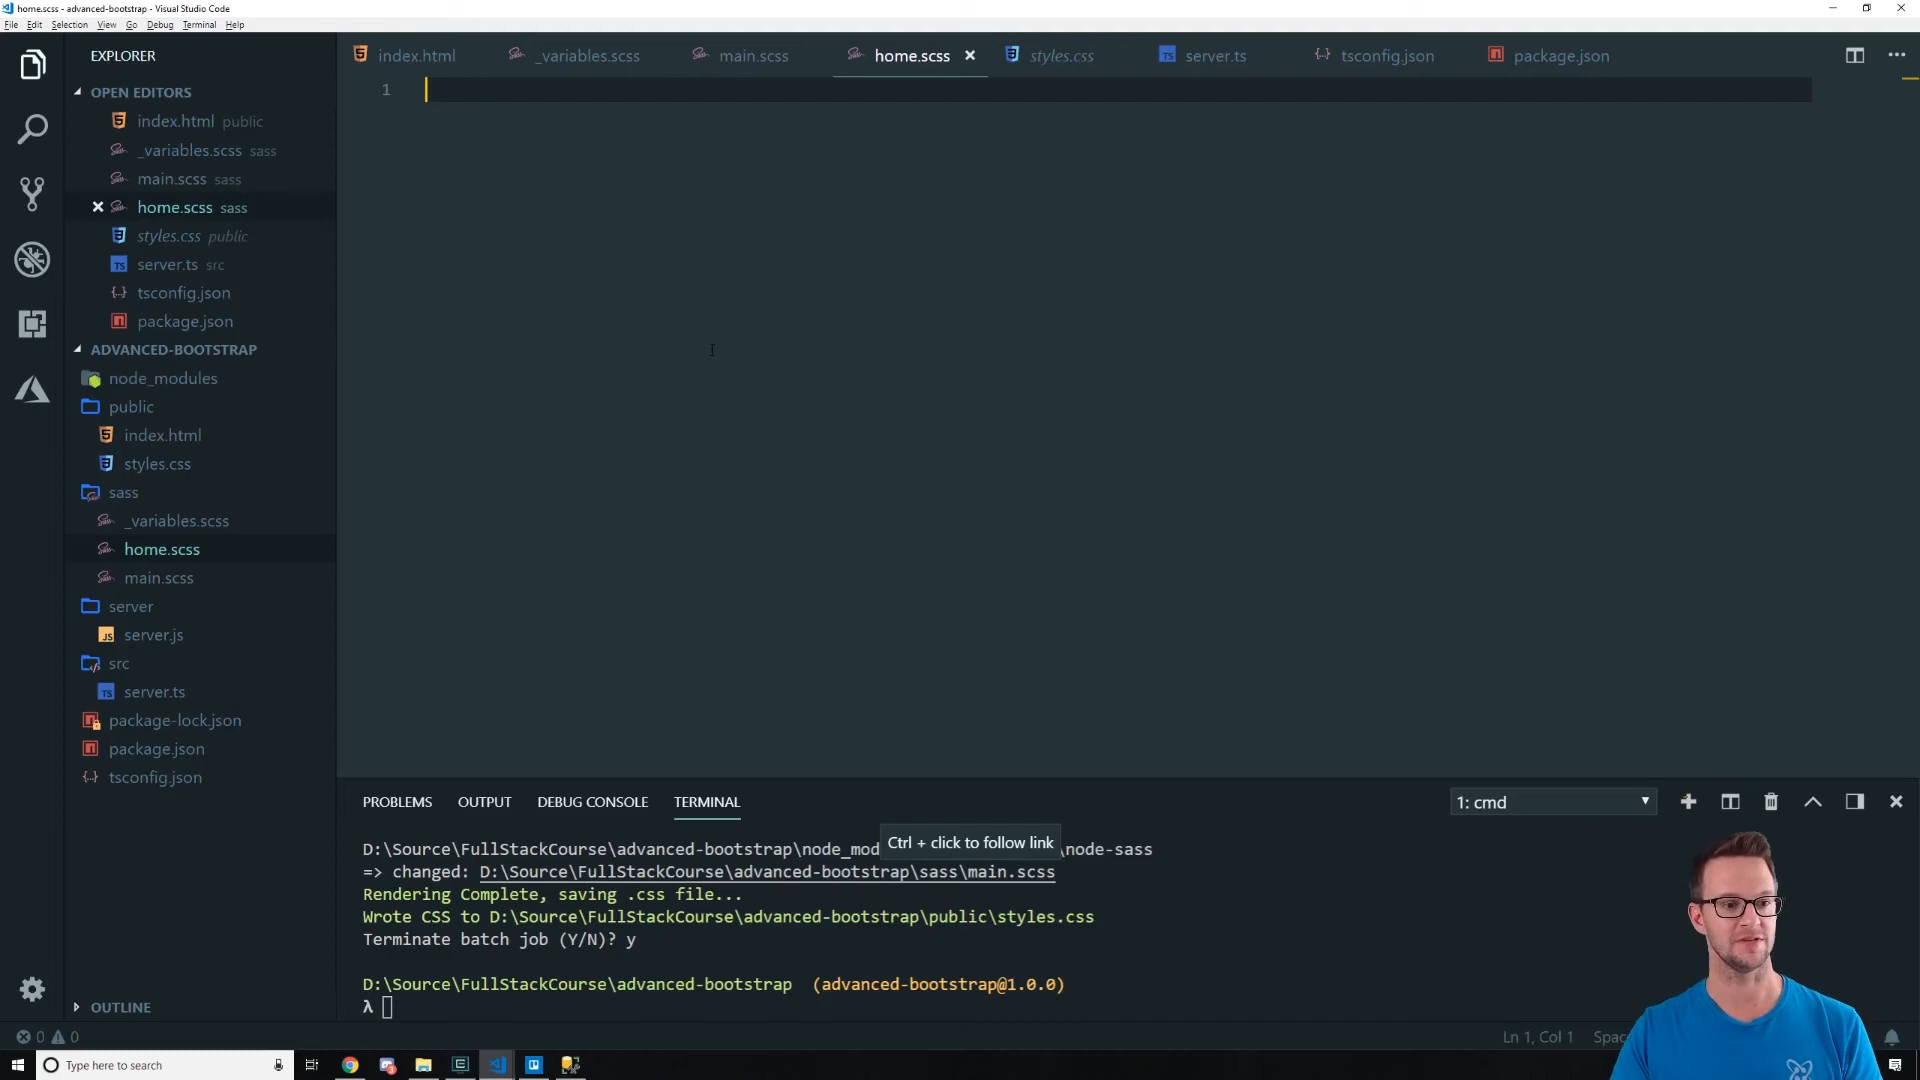 home.scss - advanced-bootstrap - Visual Studio Code
File Edit Selection View Go Debug Terminal Help
EXPLORER
OPEN EDITORS
index.html public
_variables.scss sass
main.scss sass
home.scss sass
styles.css public
server.ts src
tsconfig.json
package.json
ADVANCED-BOOTSTRAP
node_modules
public
index.html
styles.css
sass
_variables.scss
home.scss
main.scss
server
server.js
src
server.ts
package-lock.json
package.json
tsconfig.json
OUTLINE
index.html _variables.scss main.scss home.scss styles.css server.ts tsconfig.json package.json
1
PROBLEMS OUTPUT DEBUG CONSOLE TERMINAL
1: cmd
Ctrl + click to follow link
D:\Source\FullStackCourse\advanced-bootstrap\node_mod \node-sass
=> changed: D:\Source\FullStackCourse\advanced-bootstrap\sass\main.scss
Rendering Complete, saving .css file...
Wrote CSS to D:\Source\FullStackCourse\advanced-bootstrap\public\styles.css
Terminate batch job (Y/N)? y
D:\Source\FullStackCourse\advanced-bootstrap (advanced-bootstrap@1.0.0)
λ
0 0
Ln 1, Col 1
Type here to search